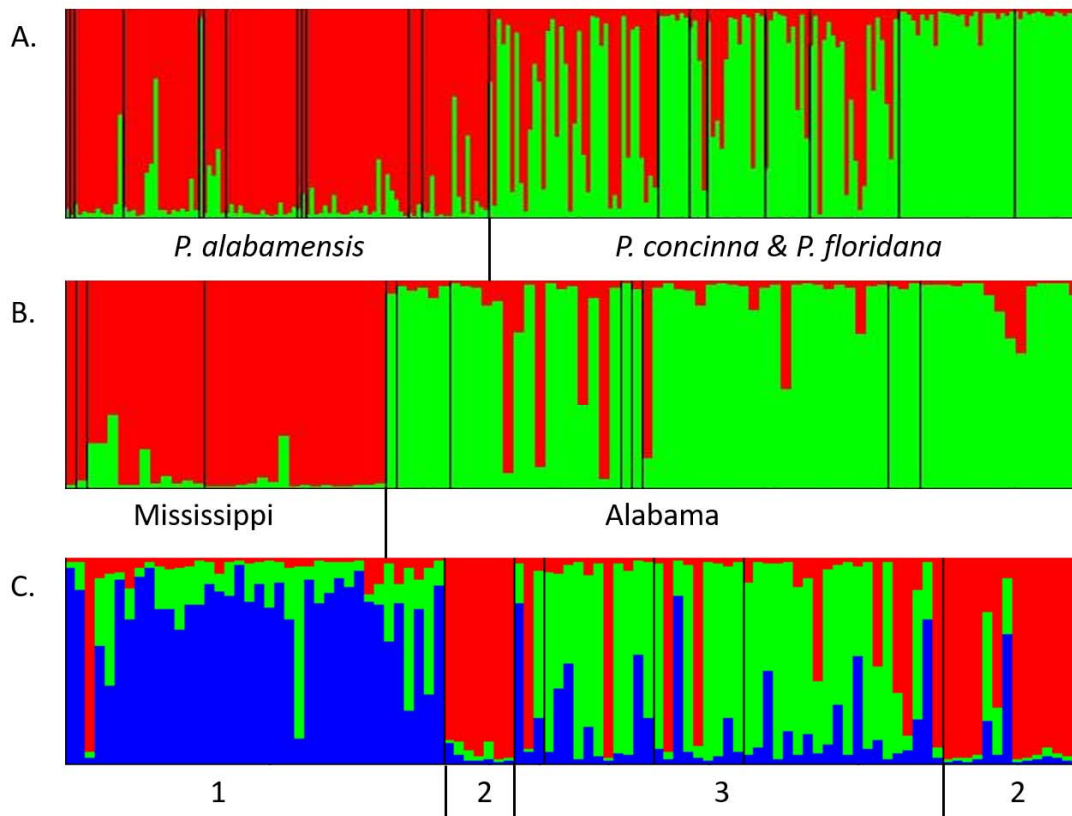 A.
P. alabamensis P. concinna & P. floridana
B.
Mississippi Alabama
C.
1 2 3 2